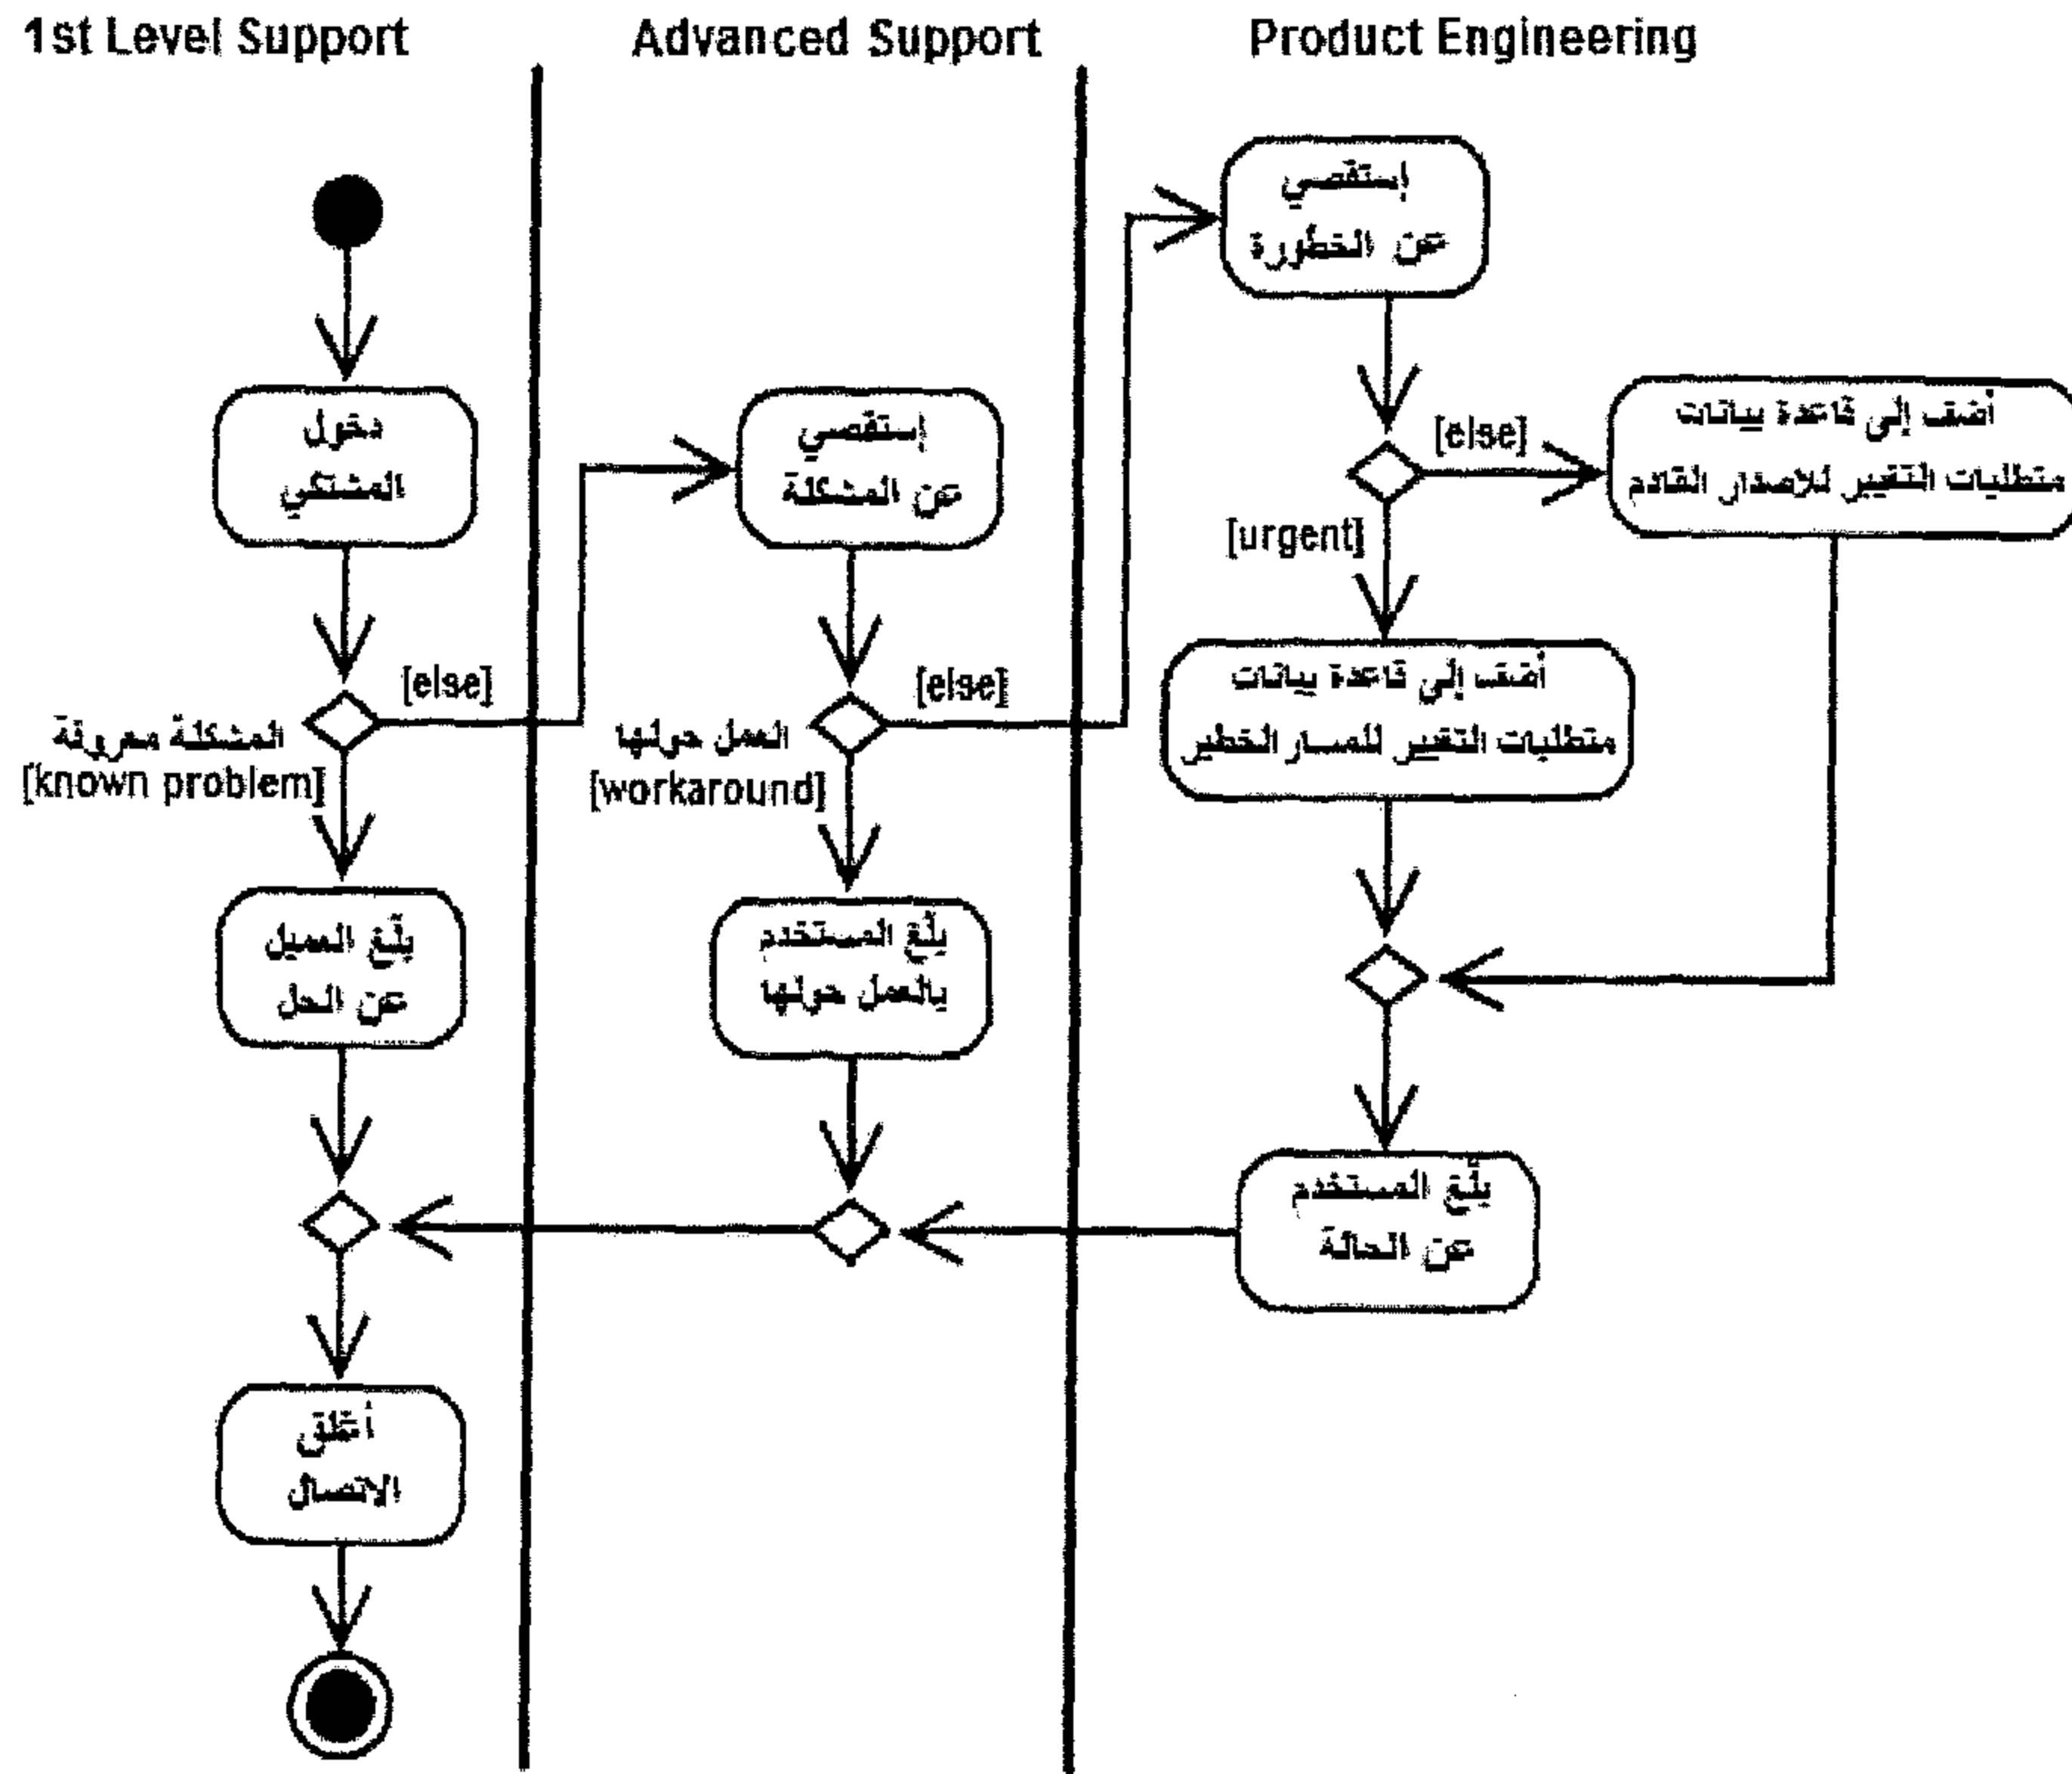 1st Level Support
Advanced Support
Product Engineering
دخول
المشتكي
[else]
المشكلة معروفة
[known problem]
بلّغ العميل
عن الحل
أغلق
الاتصال
إستقصي
عن المشكلة
[else]
العمل حولها
[workaround]
بلّغ المستخدم
بالعمل حولها
إستقصي
عن الخطورة
[else]
أضف إلى قاعدة بيانات
متطلبات التغيير للاصدار القادم
[urgent]
أضف إلى قاعدة بيانات
متطلبات التغيير للمسار الخطير
بلّغ المستخدم
عن الحالة